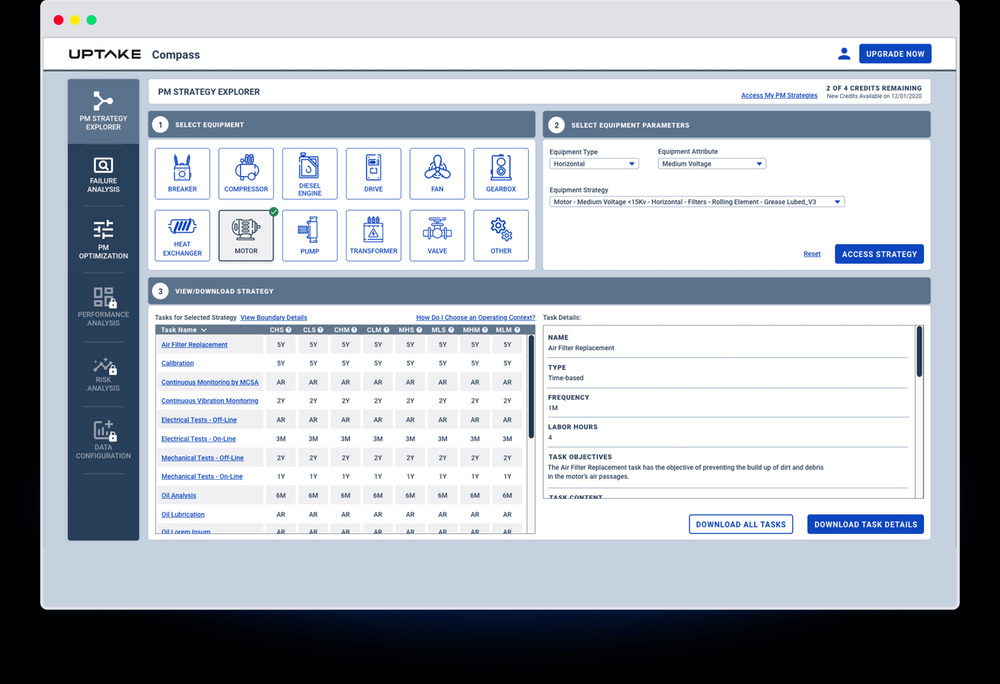 UPTAKE Compass
UPGRADE NOW
PM STRATEGY EXPLORER
FAILURE ANALYSIS
PM OPTIMIZATION
PERFORMANCE ANALYSIS
RISK ANALYSIS
DATA CONFIGURATION
PM STRATEGY EXPLORER
Access My PM Strategies
2 OF 4 CREDITS REMAINING
New Credits Available on 12/01/2020
1 SELECT EQUIPMENT
BREAKER
COMPRESSOR
DIESEL ENGINE
DRIVE
FAN
GEARBOX
HEAT EXCHANGER
MOTOR
PUMP
TRANSFORMER
VALVE
OTHER
2 SELECT EQUIPMENT PARAMETERS
Equipment Type
Horizontal
Equipment Attribute
Medium Voltage
Equipment Strategy
Motor - Medium Voltage <15Kv - Horizontal - Filters - Rolling Element - Grease Lubed_V3
Reset
ACCESS STRATEGY
3 VIEW/DOWNLOAD STRATEGY
Tasks for Selected Strategy View Boundary Details
How Do I Choose an Operating Context?
Task Name CHS ? CLS ? CHM ? CLM ? MHS ? MLS ? MHM ? MLM ?
Air Filter Replacement 5Y 5Y 5Y 5Y 5Y 5Y 5Y 5Y
Calibration 5Y 5Y 5Y 5Y 5Y 5Y 5Y 5Y
Continuous Monitoring by MCSA AR AR AR AR AR AR AR AR
Continuous Vibration Monitoring 2Y 2Y 2Y 2Y 2Y 2Y 2Y 2Y
Electrical Tests - Off-Line AR AR AR AR AR AR AR AR
Electrical Tests - On-Line 3M 3M 3M 3M 3M 3M 3M 3M
Mechanical Tests - Off-Line 2Y 2Y 2Y 2Y 2Y 2Y 2Y 2Y
Mechanical Tests - On-Line 1Y 1Y 1Y 1Y 1Y 1Y 1Y 1Y
Oil Analysis 6M 6M 6M 6M 6M 6M 6M 6M
Oil Lubrication AR AR AR AR AR AR AR AR
Oil Lorem Ipsum AR AR AR AR AR AR AR AR
Task Details:
NAME
Air Filter Replacement
TYPE
Time-based
FREQUENCY
1M
LABOR HOURS
4
TASK OBJECTIVES
The Air Filter Replacement task has the objective of preventing the build up of dirt and debris
in the motor's air passages.
TASK CONTENT
DOWNLOAD ALL TASKS
DOWNLOAD TASK DETAILS